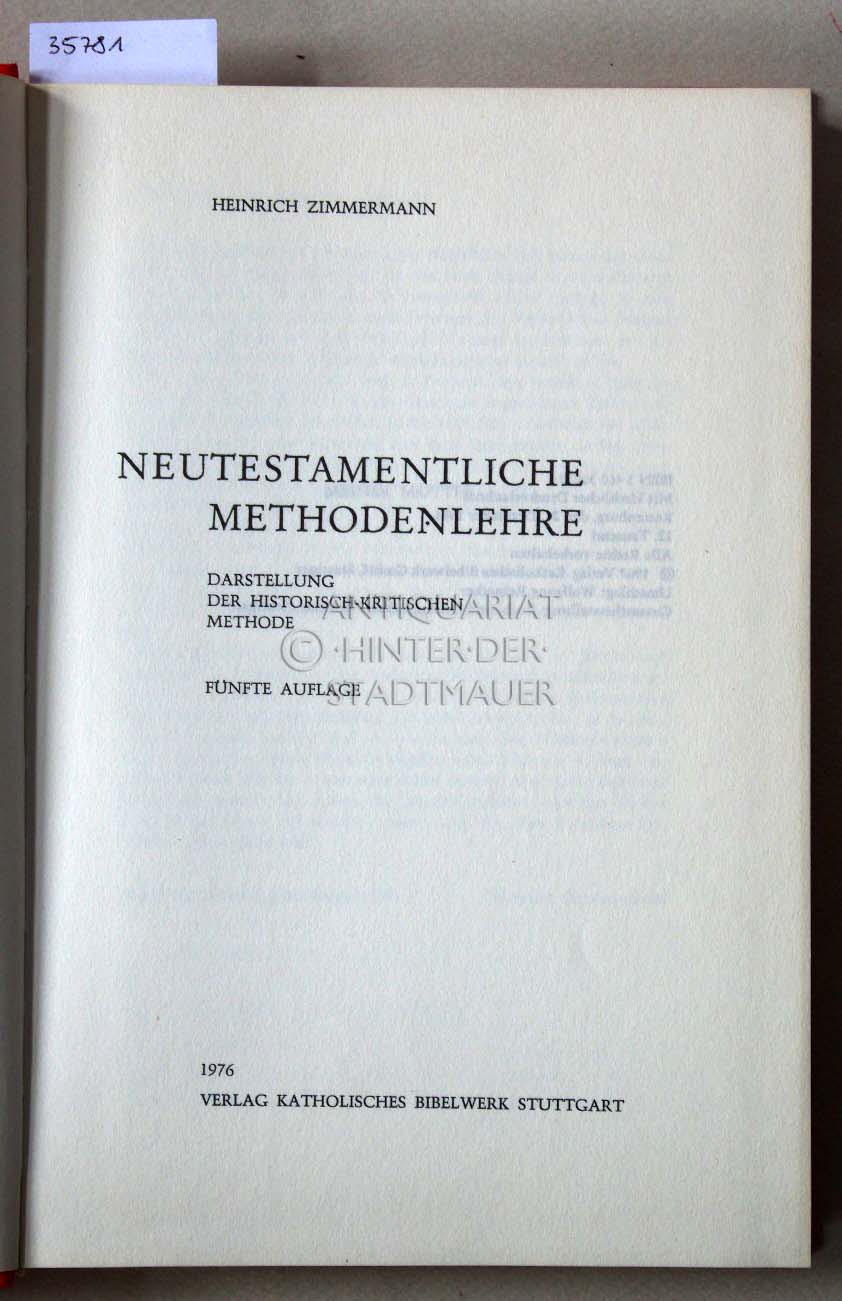 35781
HEINRICH ZIMMERMANN
NEUTESTAMENTLICHE
METHODENLEHRE
DARSTELLUNG
DER HISTORISCH-KRITISCHEN
METHODE
FÜNFTE AUFLAGE
ANTIQUARIAT
© ·HINTER·DER·
STADTMAUER
1976
VERLAG KATHOLISCHES BIBELWERK STUTTGART